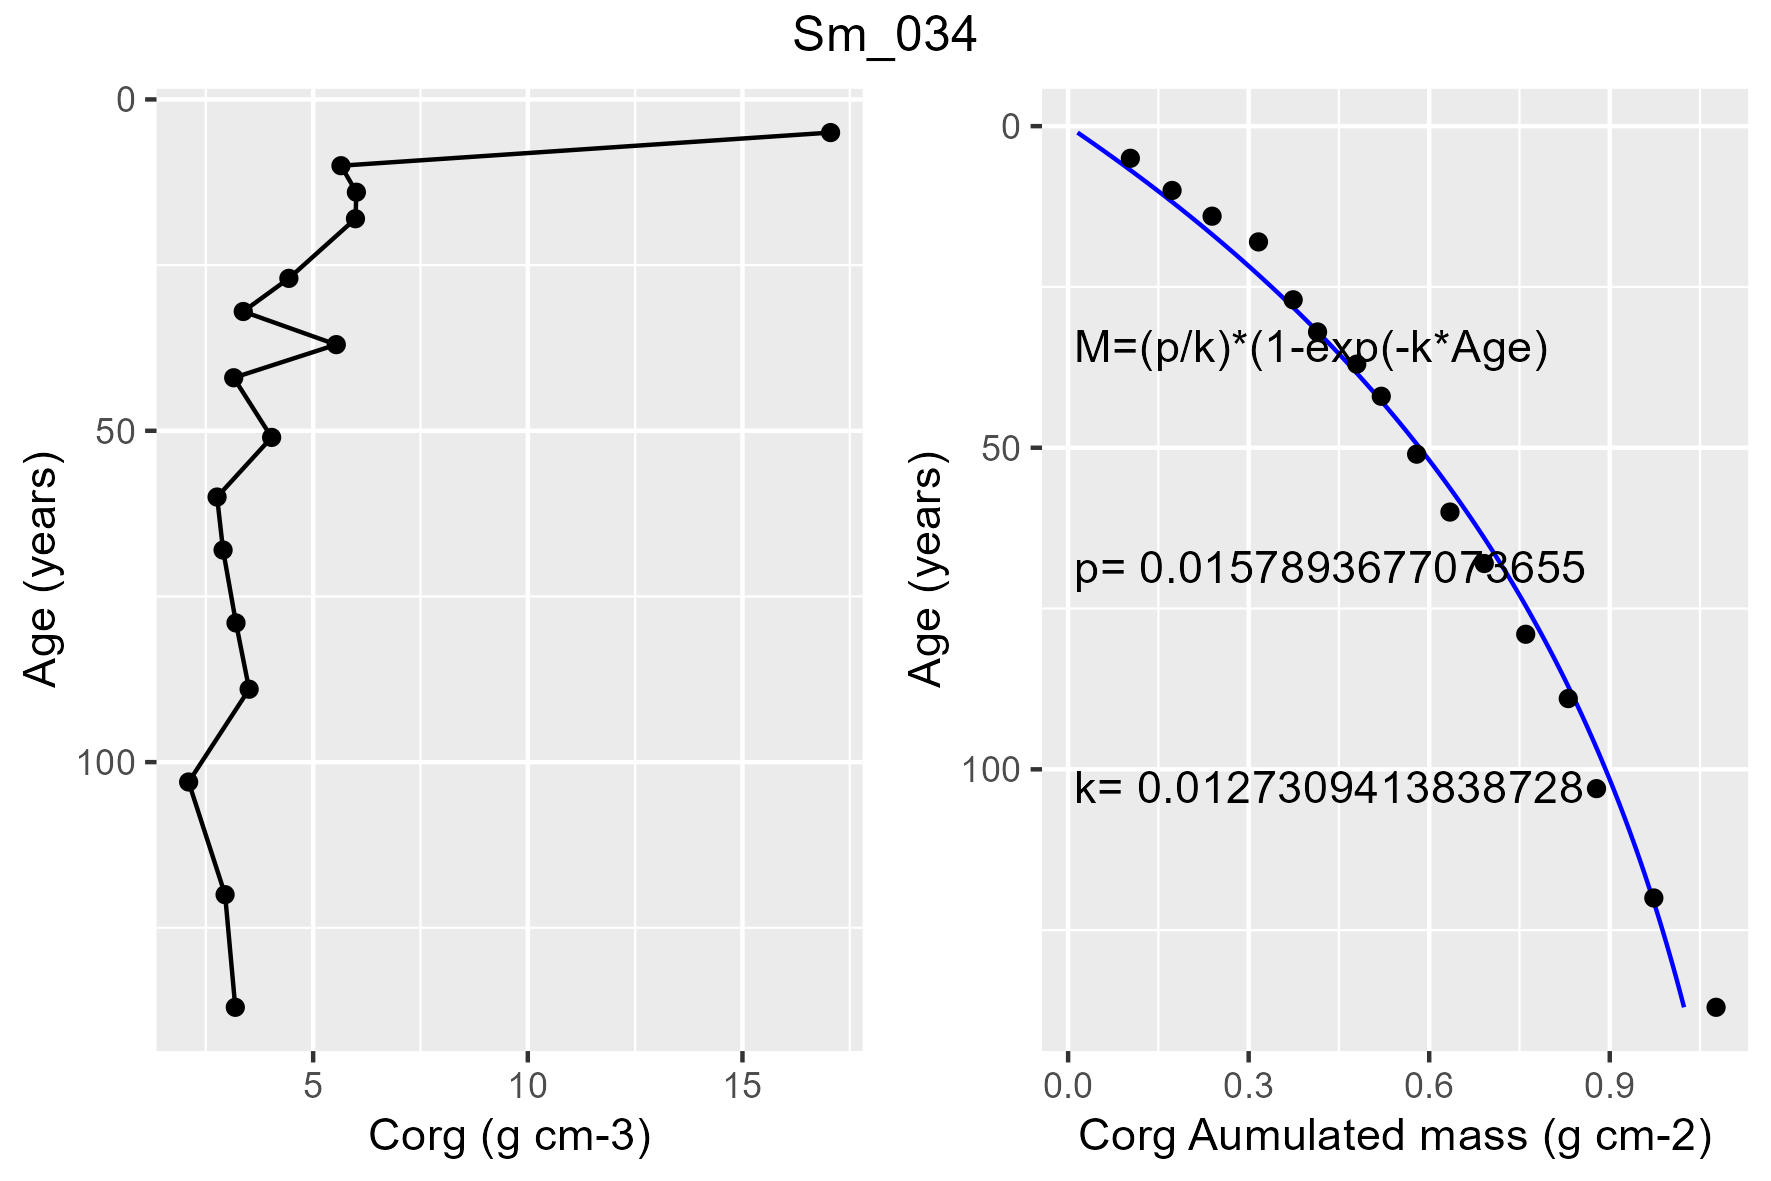 Sm_034
0
50
100
Age (years)
5
10
15
Corg (g cm-3)
0
50
100
Age (years)
M=(p/k)*(1-exp(-k*Age)
p= 0.0157893677073655
k= 0.0127309413838728
0.0
0.3
0.6
0.9
Corg Aumulated mass (g cm-2)